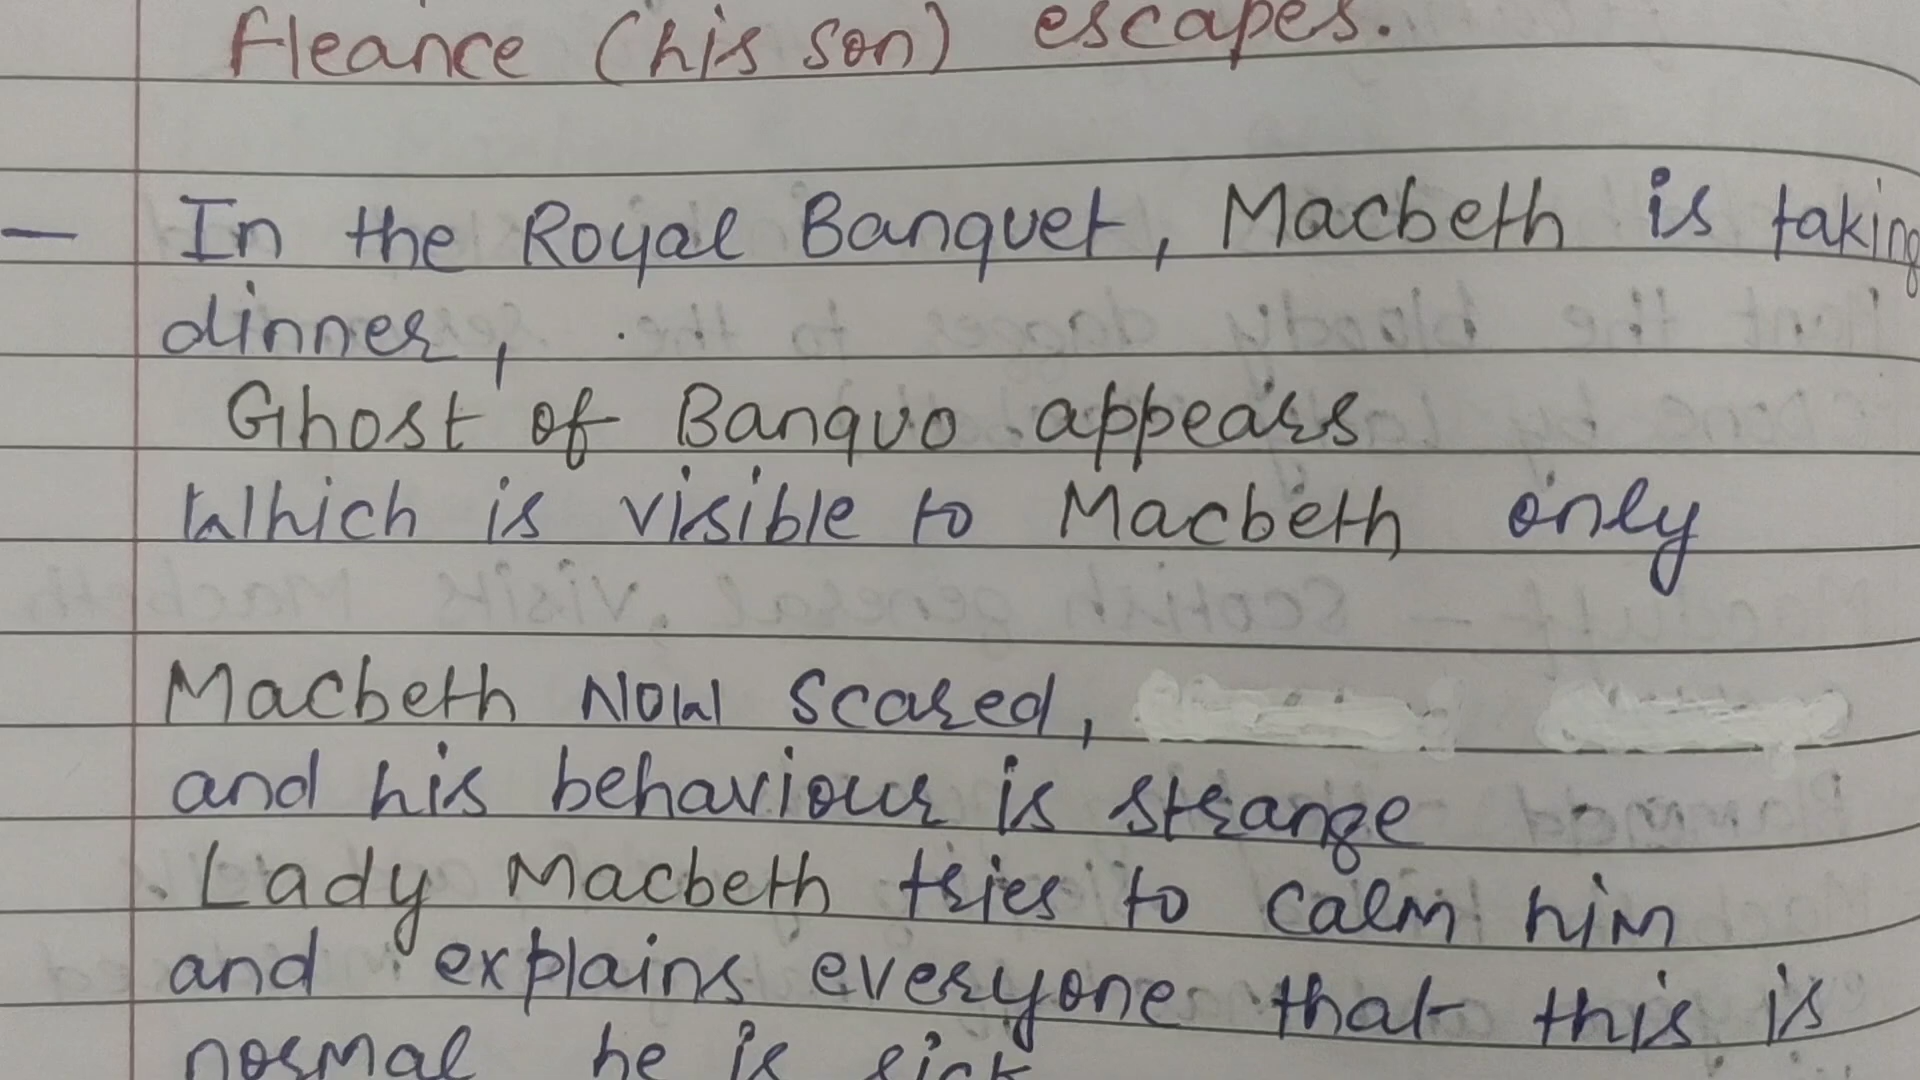 Fleance (his son) escapes.
— In the Royal Banquet, Macbeth is taking
dinner,
Ghost of Banquo appears
Which is visible to Macbeth only
Macbeth Now Scared,
and his behaviour is strange
. Lady Macbeth tries to calm him
and explains everyone that this is
normal he is sick